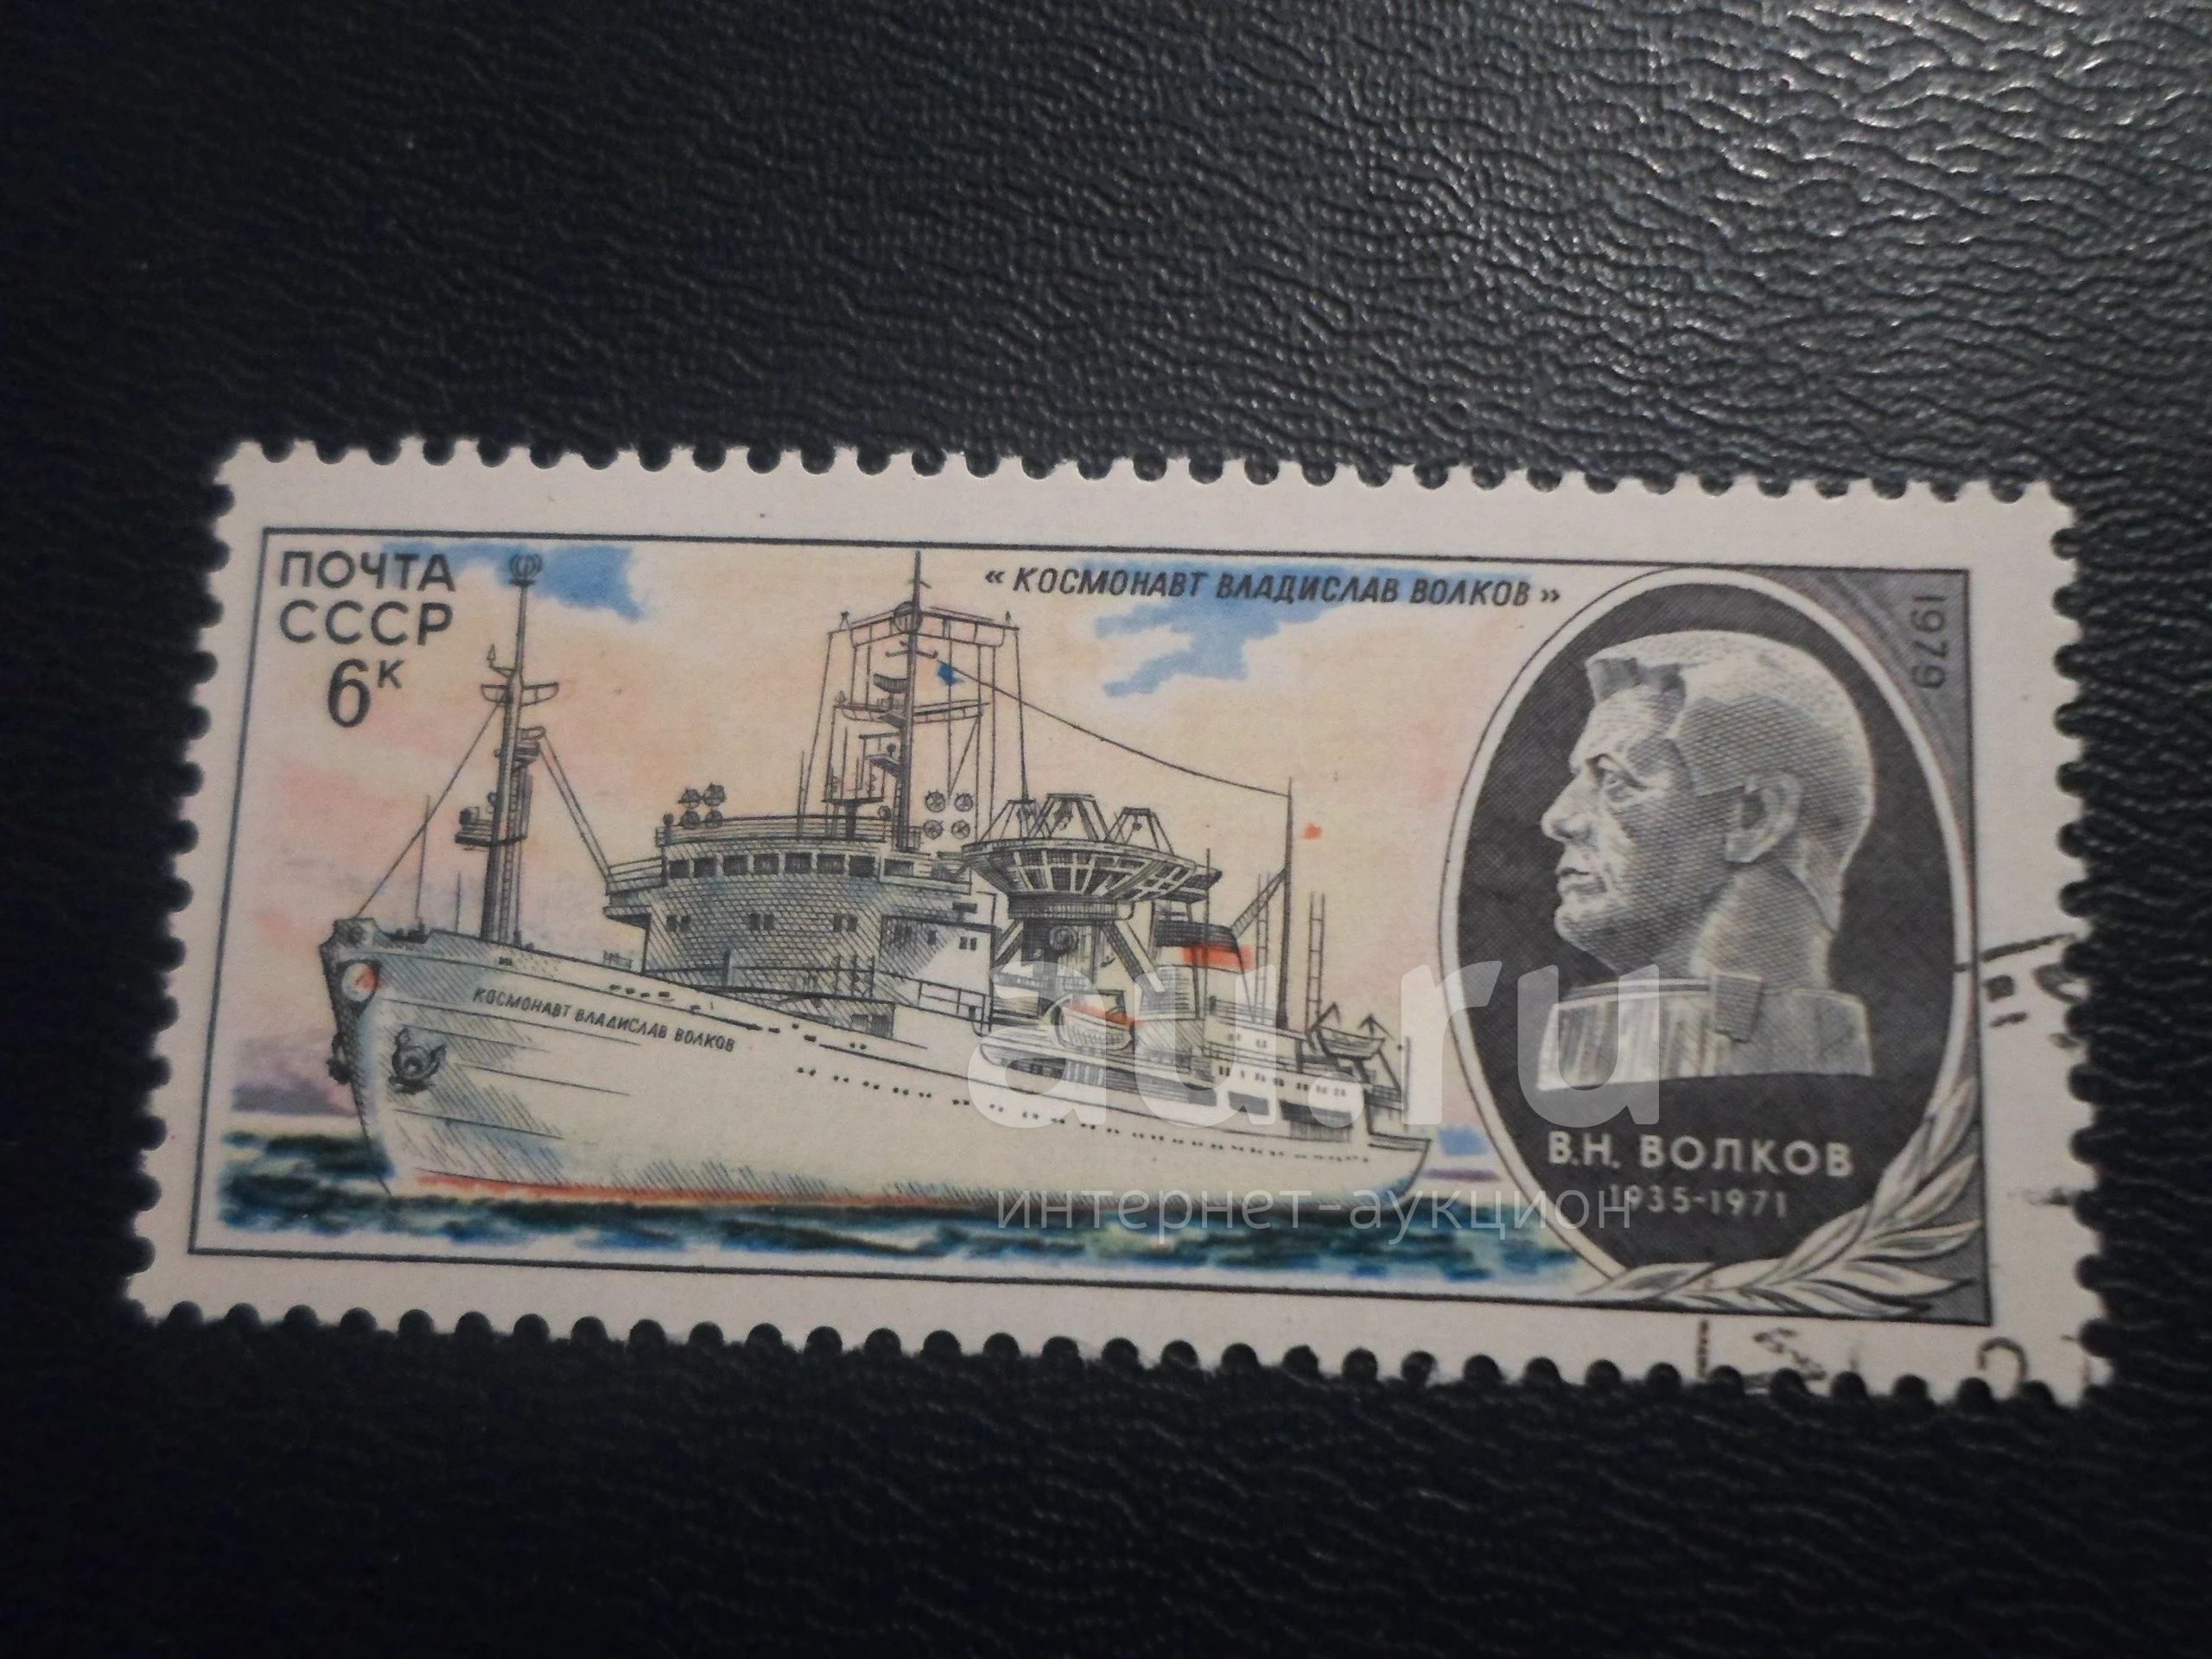 ПОЧТА
СССР
6К
«КОСМОНАВТ ВЛАДИСЛАВ ВОЛКОВ»
1979
КОСМОНАВТ ВЛАДИСЛАВ ВОЛКОВ
au.ru
интернет-аукцион
В.Н. ВОЛКОВ
1935-1971